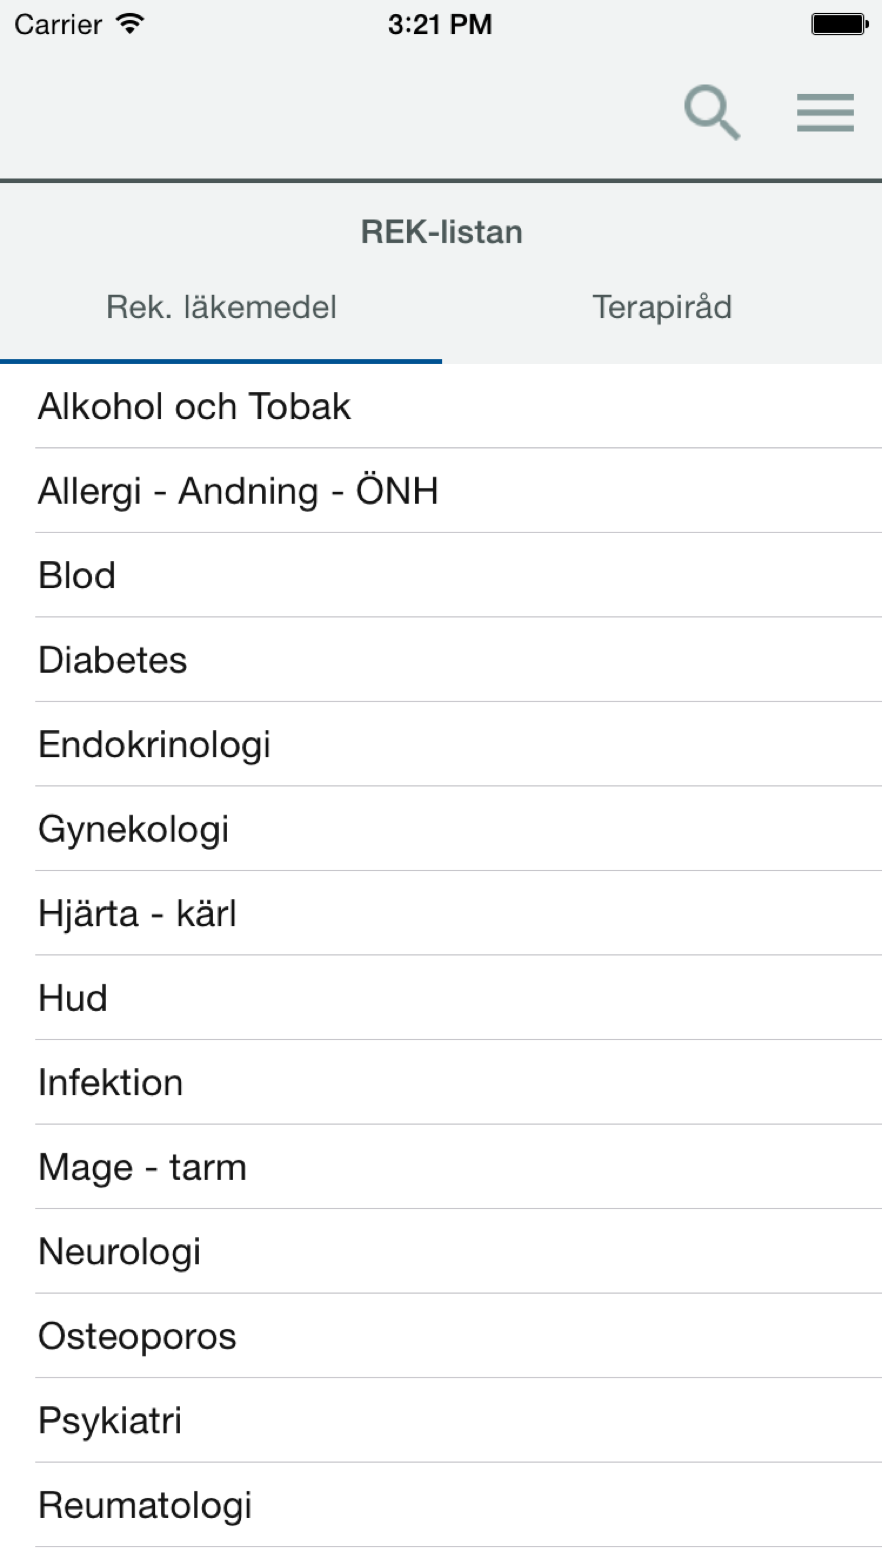 Carrier 3:21 PM
REK-listan
Rek. läkemedel Terapiråd
Alkohol och Tobak
Allergi - Andning - ÖNH
Blod
Diabetes
Endokrinologi
Gynekologi
Hjärta - kärl
Hud
Infektion
Mage - tarm
Neurologi
Osteoporos
Psykiatri
Reumatologi